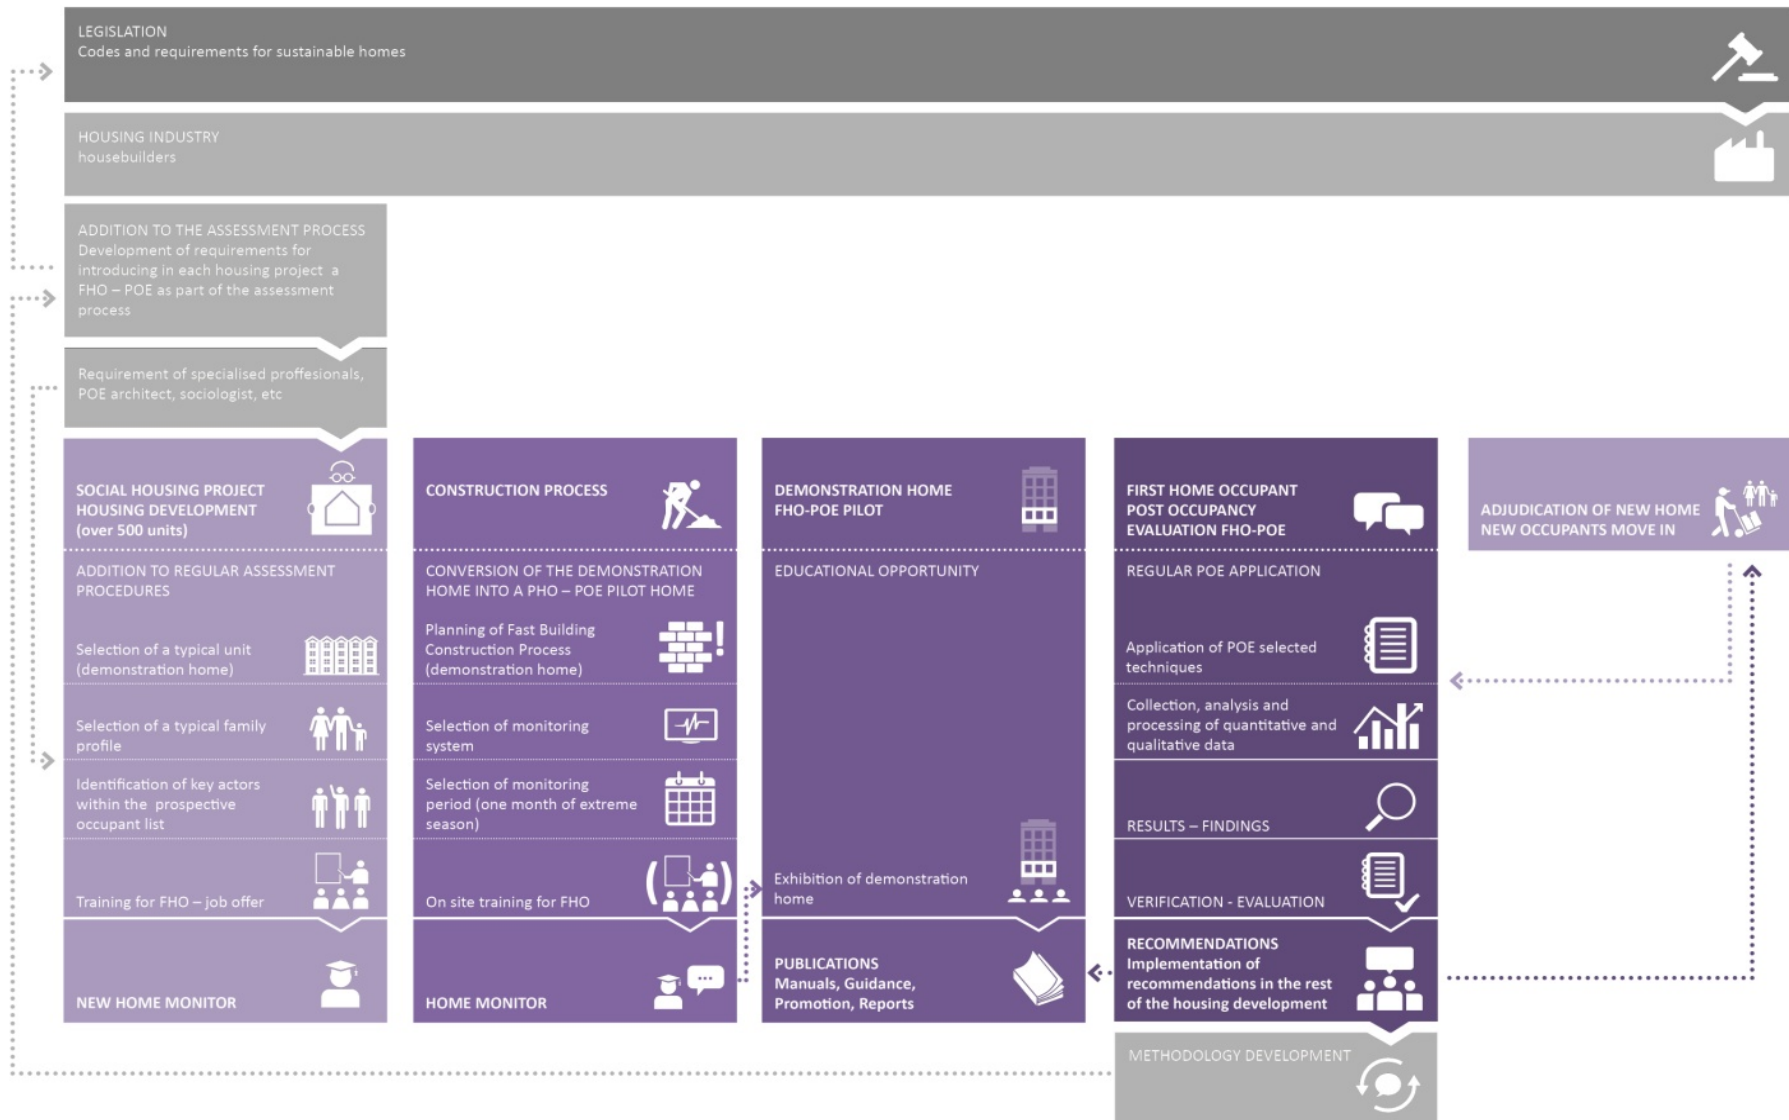 LEGISLATION
Codes and requirements for sustainable homes
HOUSING INDUSTRY
housebuilders
ADDITION TO THE ASSESSMENT PROCESS
Development of requirements for
introducing in each housing project a
FHO – POE as part of the assessment
process
Requirement of specialised proffesionals,
POE architect, sociologist, etc
SOCIAL HOUSING PROJECT
HOUSING DEVELOPMENT
(over 500 units)
ADDITION TO REGULAR ASSESSMENT
PROCEDURES
Selection of a typical unit
(demonstration home)
Selection of a typical family
profile
Identification of key actors
within the prospective
occupant list
Training for FHO – job offer
NEW HOME MONITOR
CONSTRUCTION PROCESS
CONVERSION OF THE DEMONSTRATION
HOME INTO A PHO – POE PILOT HOME
Planning of Fast Building
Construction Process
(demonstration home)
Selection of monitoring
system
Selection of monitoring
period (one month of extreme
season)
On site training for FHO
HOME MONITOR
DEMONSTRATION HOME
FHO-POE PILOT
EDUCATIONAL OPPORTUNITY
Exhibition of demonstration
home
PUBLICATIONS
Manuals, Guidance,
Promotion, Reports
FIRST HOME OCCUPANT
POST OCCUPANCY
EVALUATION FHO-POE
REGULAR POE APPLICATION
Application of POE selected
techniques
Collection, analysis and
processing of quantitative and
qualitative data
RESULTS – FINDINGS
VERIFICATION - EVALUATION
RECOMMENDATIONS
Implementation of
recommendations in the rest
of the housing development
METHODOLOGY DEVELOPMENT
ADJUDICATION OF NEW HOME
NEW OCCUPANTS MOVE IN